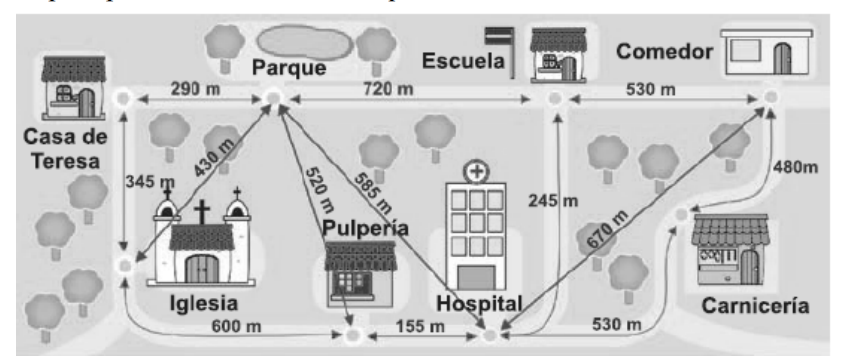 Parque
Escuela
Comedor
290 m
720 m
530 m
Casa de
Teresa
345 m
430 m
520 m
585 m
245 m
670 m
480m
Pulpería
Iglesia
Hospital
Carnicería
600 m
155 m
530 m